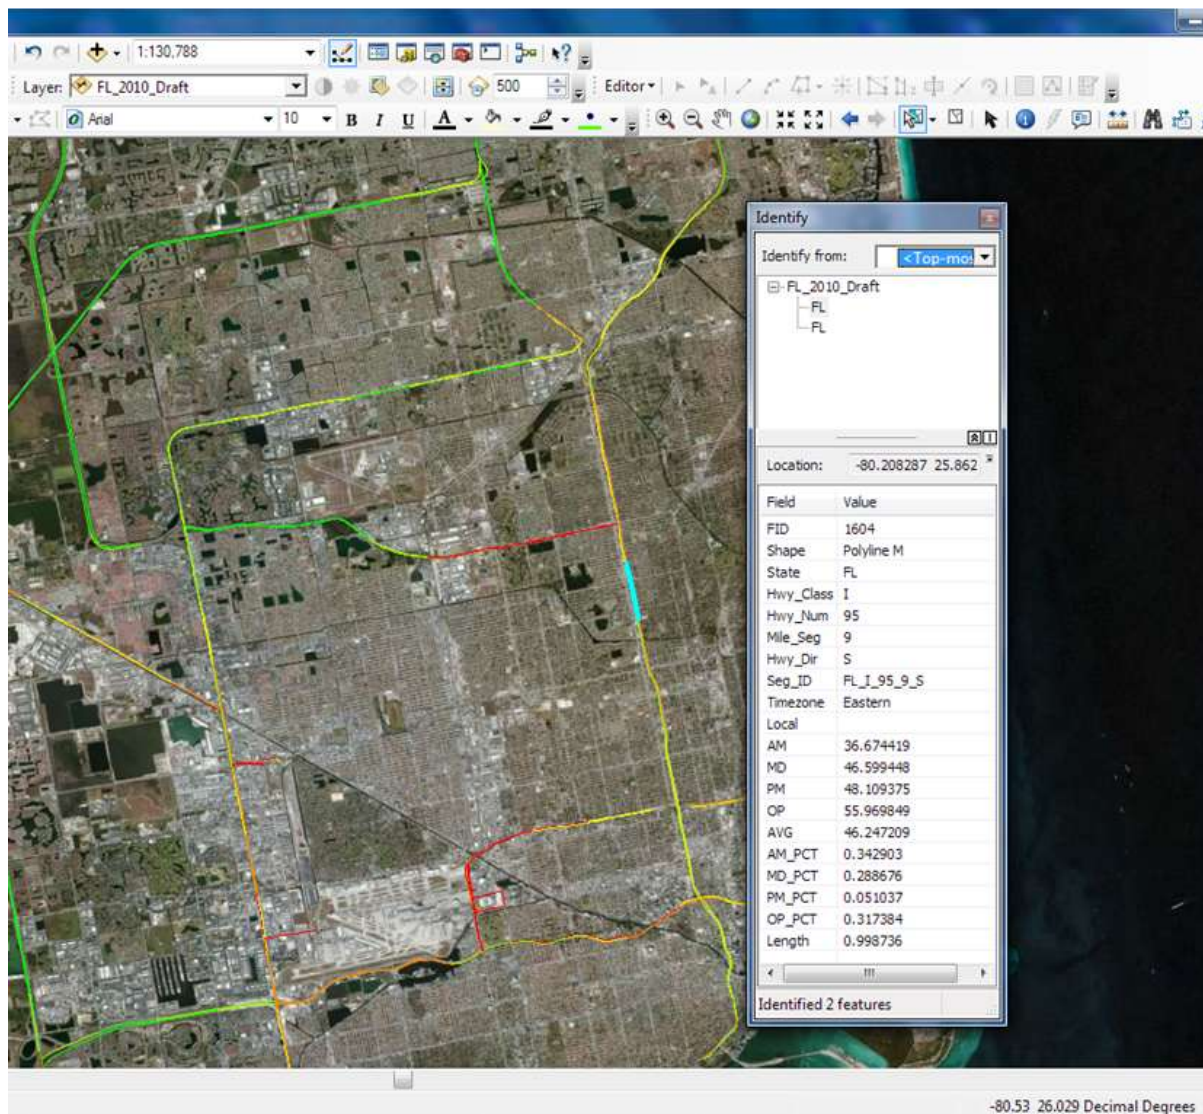 1:130,788
Layer: FL_2010_Draft 500 Editor
Arial 10 B I U A
Identify
Identify from: <Top-mos
FL_2010_Draft
FL
FL
Location: -80.208287 25.862
Field Value
FID 1604
Shape Polyline M
State FL
Hwy_Class I
Hwy_Num 95
Mile_Seg 9
Hwy_Dir S
Seg_ID FL_I_95_9_S
Timezone Eastern
Local
AM 36.674419
MD 46.599448
PM 48.109375
OP 55.969849
AVG 46.247209
AM_PCT 0.342903
MD_PCT 0.288676
PM_PCT 0.051037
OP_PCT 0.317384
Length 0.998736
Identified 2 features
-80.53 26.029 Decimal Degrees